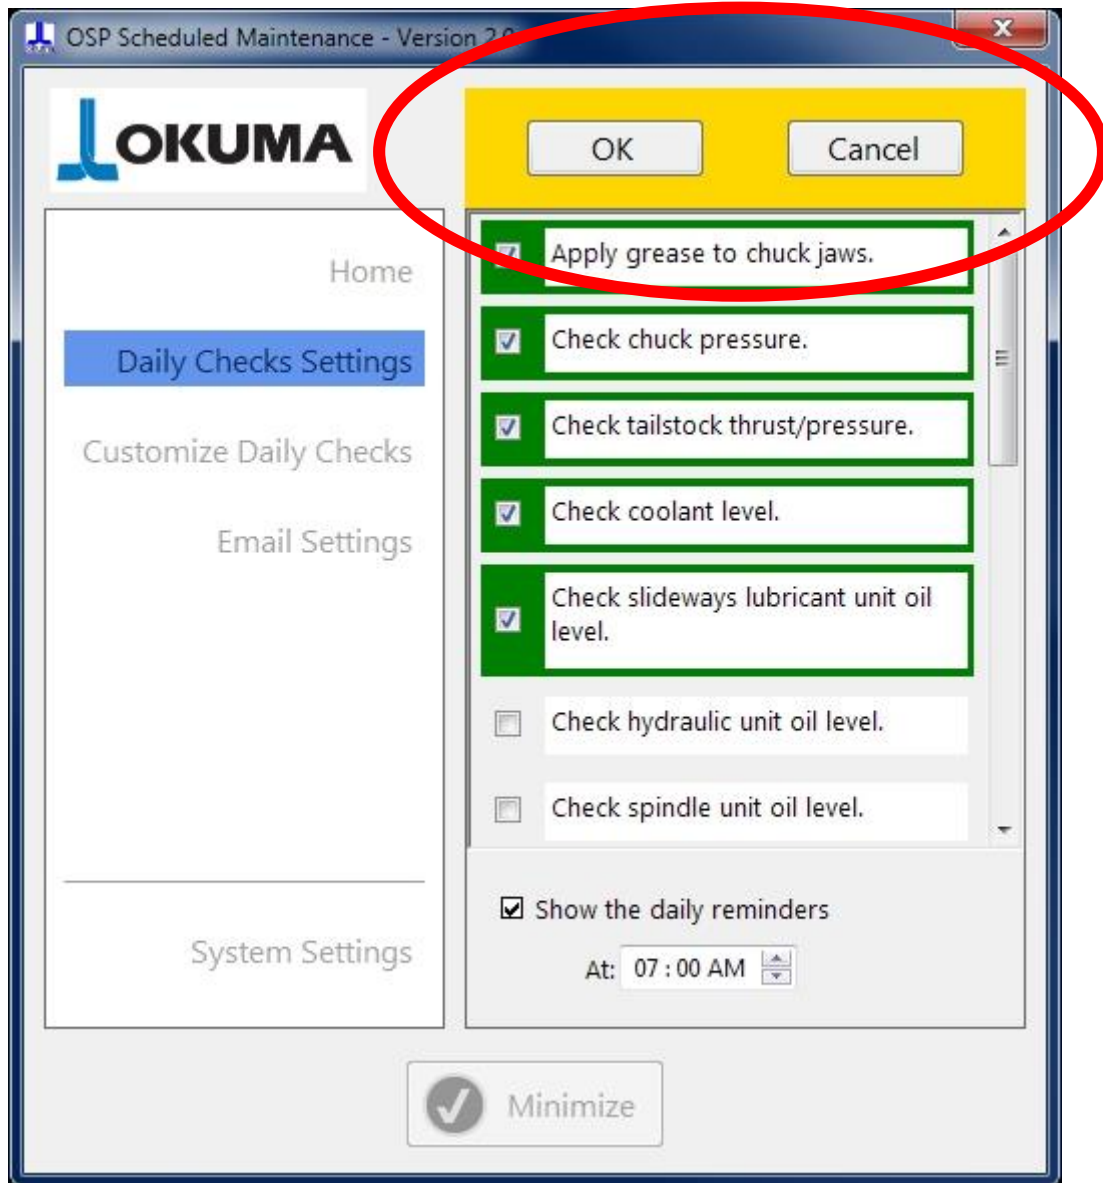 OSP Scheduled Maintenance - Version 2.0
OKUMA
OK
Cancel
Home
Daily Checks Settings
Customize Daily Checks
Email Settings
System Settings
Apply grease to chuck jaws.
Check chuck pressure.
Check tailstock thrust/pressure.
Check coolant level.
Check slideways lubricant unit oil
level.
Check hydraulic unit oil level.
Check spindle unit oil level.
Show the daily reminders
At: 07 : 00 AM
Minimize